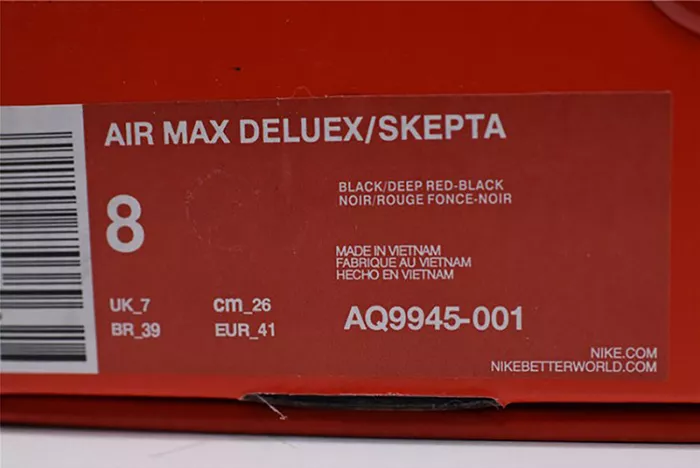 AIR MAX DELUEX/SKEPTA
8
BLACK/DEEP RED-BLACK
NOIR/ROUGE FONCE-NOIR
MADE IN VIETNAM
FABRIQUE AU VIETNAM
HECHO EN VIETNAM
UK_7 cm_26
BR_39 EUR_41
AQ9945-001
NIKE.COM
NIKEBETTERWORLD.COM